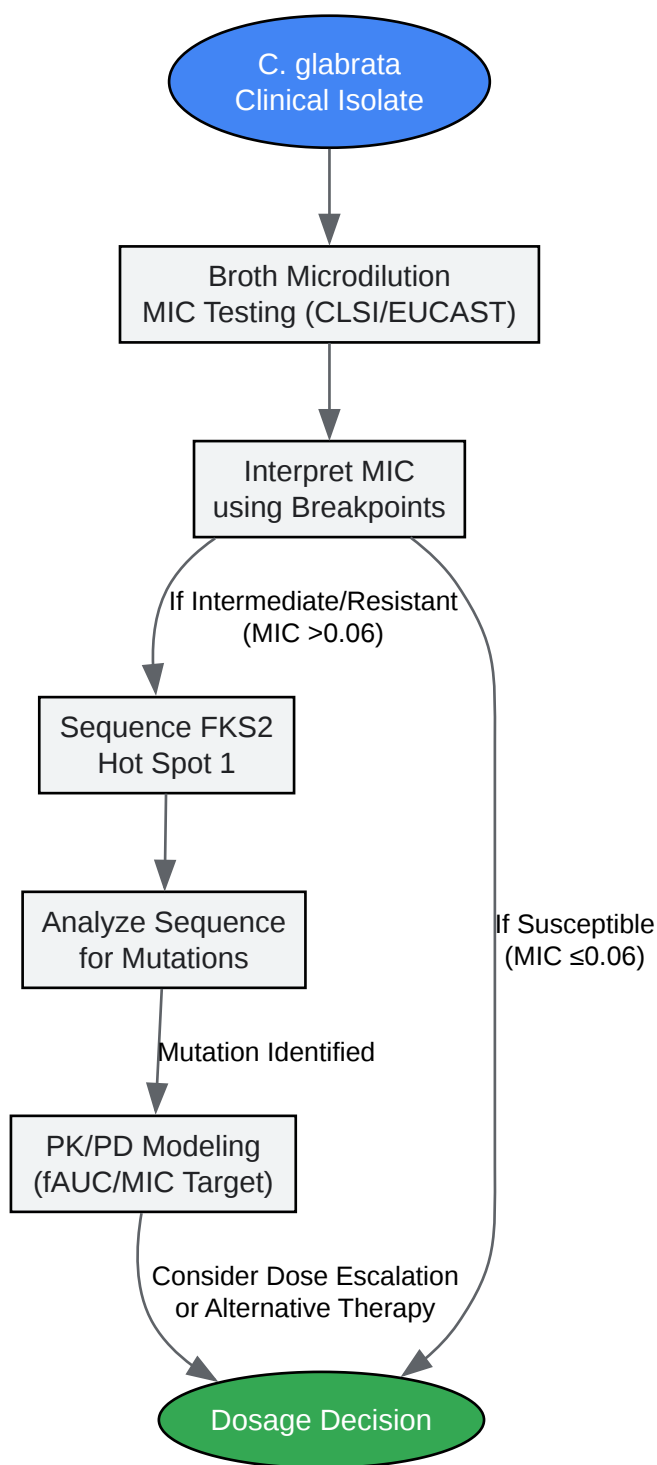 C. glabrata
Clinical Isolate
Broth Microdilution
MIC Testing (CLSI/EUCAST)
Interpret MIC
using Breakpoints
If Intermediate/Resistant
(MIC >0.06)
Sequence FKS2
Hot Spot 1
Analyze Sequence
for Mutations
If Susceptible
(MIC ≤0.06)
Mutation Identified
PK/PD Modeling
(fAUC/MIC Target)
Consider Dose Escalation
or Alternative Therapy
Dosage Decision